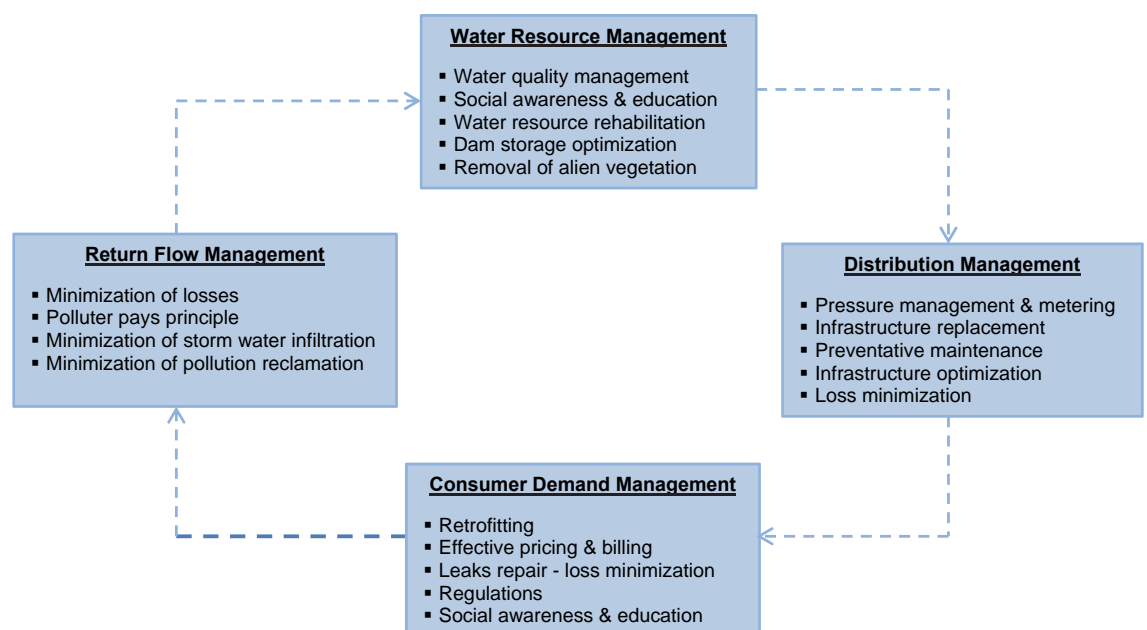 Water Resource Management
▪ Water quality management
▪ Social awareness & education
▪ Water resource rehabilitation
▪ Dam storage optimization
▪ Removal of alien vegetation
Return Flow Management
▪ Minimization of losses
▪ Polluter pays principle
▪ Minimization of storm water infiltration
▪ Minimization of pollution reclamation
Distribution Management
▪ Pressure management & metering
▪ Infrastructure replacement
▪ Preventative maintenance
▪ Infrastructure optimization
▪ Loss minimization
Consumer Demand Management
▪ Retrofitting
▪ Effective pricing & billing
▪ Leaks repair - loss minimization
▪ Regulations
▪ Social awareness & education